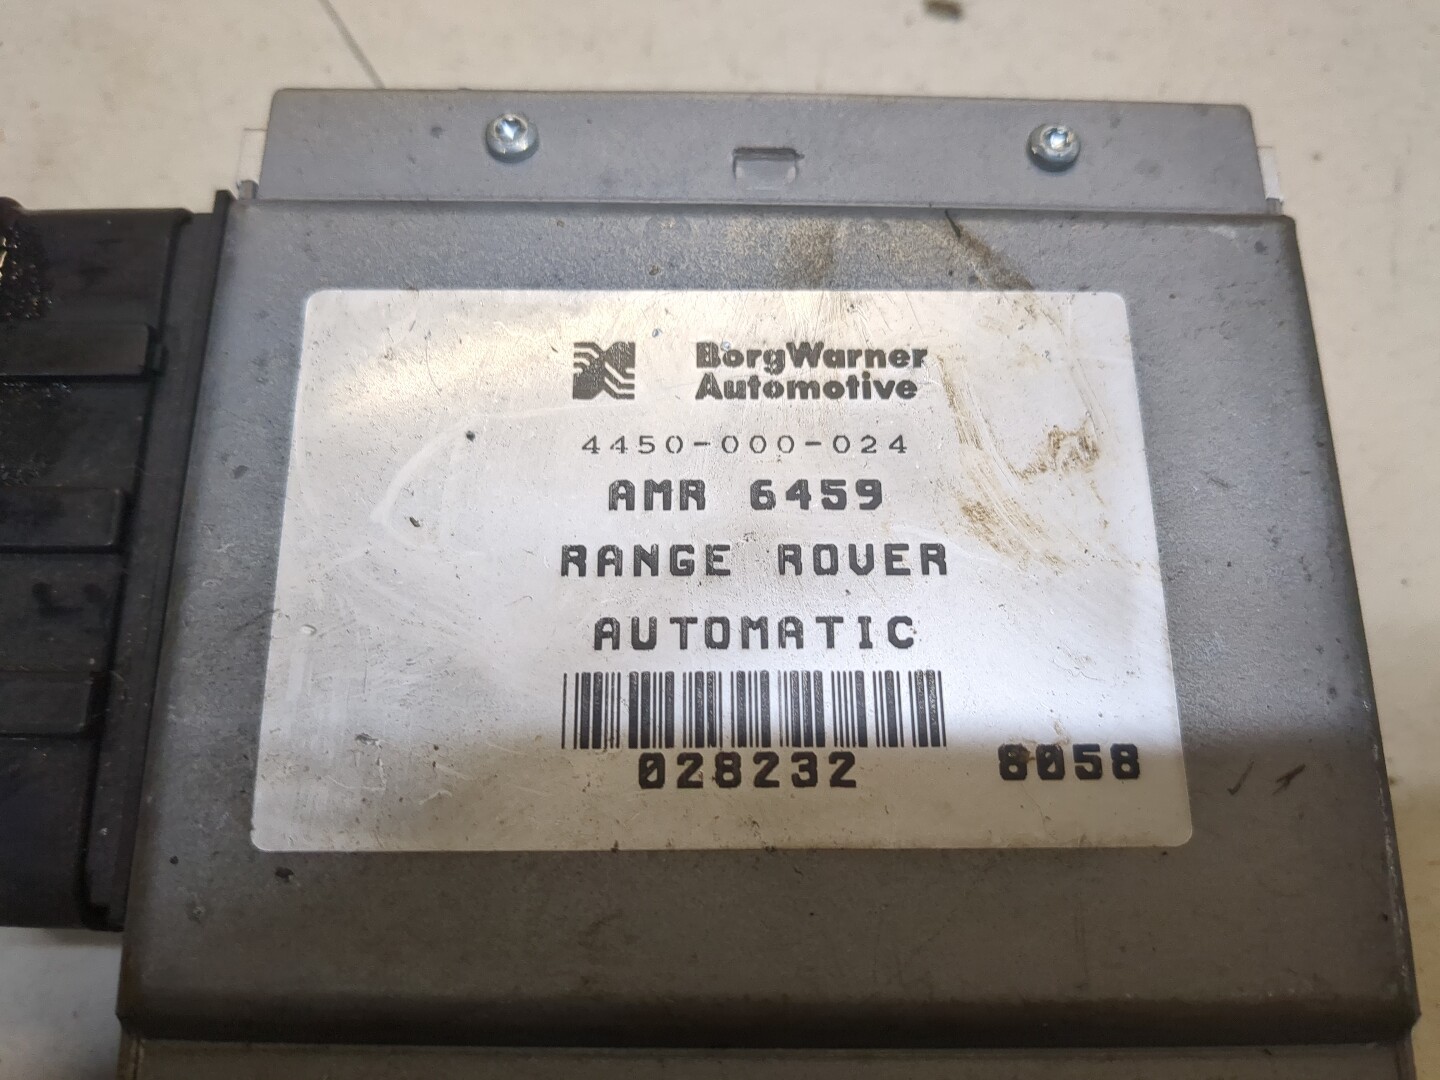 BorgWarner
Automotive
4450-000-024
AMR 6459
RANGE ROVER
AUTOMATIC
028232 8058